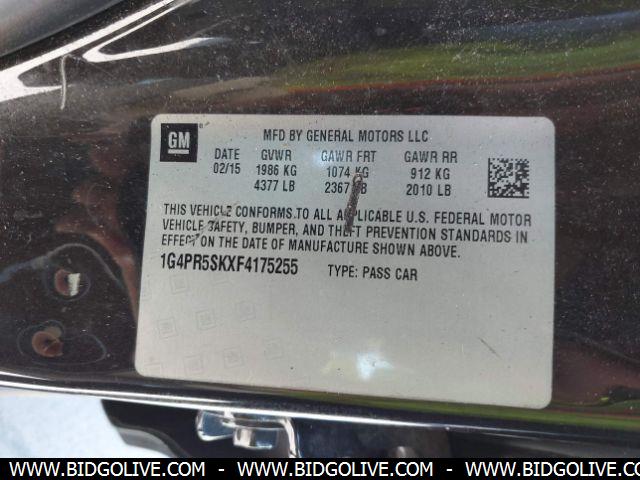 GM
MFD BY GENERAL MOTORS LLC
DATE GVWR GAWR FRT GAWR RR
02/15 1986 KG 1074 KG 912 KG
4377 LB 2367 LB 2010 LB
THIS VEHICLE CONFORMS TO ALL APPLICABLE U.S. FEDERAL MOTOR
VEHICLE SAFETY, BUMPER, AND THEFT PREVENTION STANDARDS IN
EFFECT ON THE DATE OF MANUFACTURE SHOWN ABOVE.
1G4PR5SKXF4175255 TYPE: PASS CAR
WWW.BIDGOLIVE.COM - WWW.BIDGOLIVE.COM - WWW.BIDGOLIVE.COM